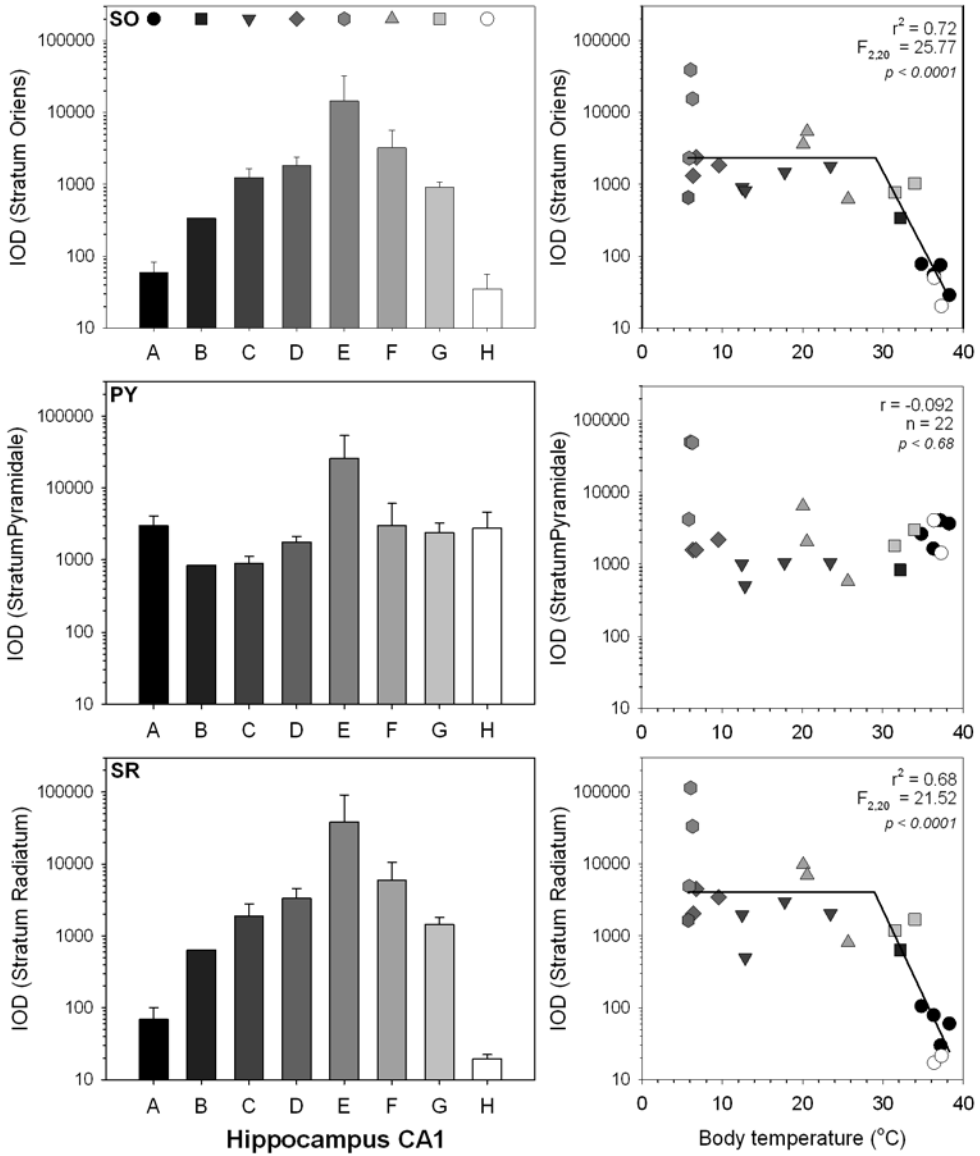 SO
IOD (Stratum Oriens)
100000
10000
1000
100
10
A B C D E F G H
IOD (Stratum Oriens)
100000
10000
1000
100
10
0 10 20 30 40
r² = 0.72
F2,20 = 25.77
p < 0.0001
PY
IOD (StratumPyramidale)
100000
10000
1000
100
10
A B C D E F G H
IOD (StratumPyramidale)
100000
10000
1000
100
10
0 10 20 30 40
r = -0.092
n = 22
p < 0.68
SR
IOD (Stratum Radiatum)
100000
10000
1000
100
10
A B C D E F G H
Hippocampus CA1
IOD (Stratum Radiatum)
100000
10000
1000
100
10
0 10 20 30 40
r² = 0.68
F2,20 = 21.52
p < 0.0001
Body temperature (°C)